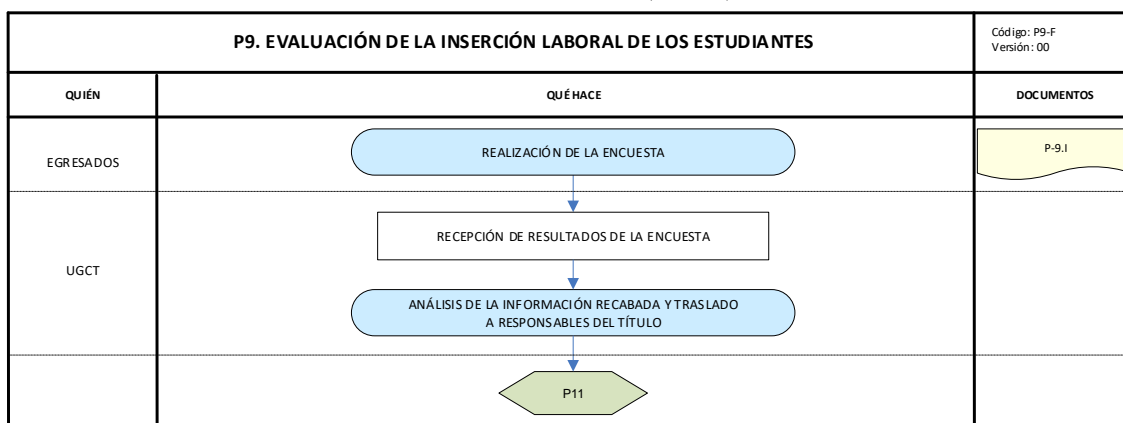 P9. EVALUACIÓN DE LA INSERCIÓN LABORAL DE LOS ESTUDIANTES
Código: P9-F
Versión: 00
QUIÉN
QUÉ HACE
DOCUMENTOS
EGRESADOS
REALIZACIÓN DE LA ENCUESTA
P-9.I
UGCT
RECEPCIÓN DE RESULTADOS DE LA ENCUESTA
ANÁLISIS DE LA INFORMACIÓN RECABADA Y TRASLADO
A RESPONSABLES DEL TÍTULO
P11